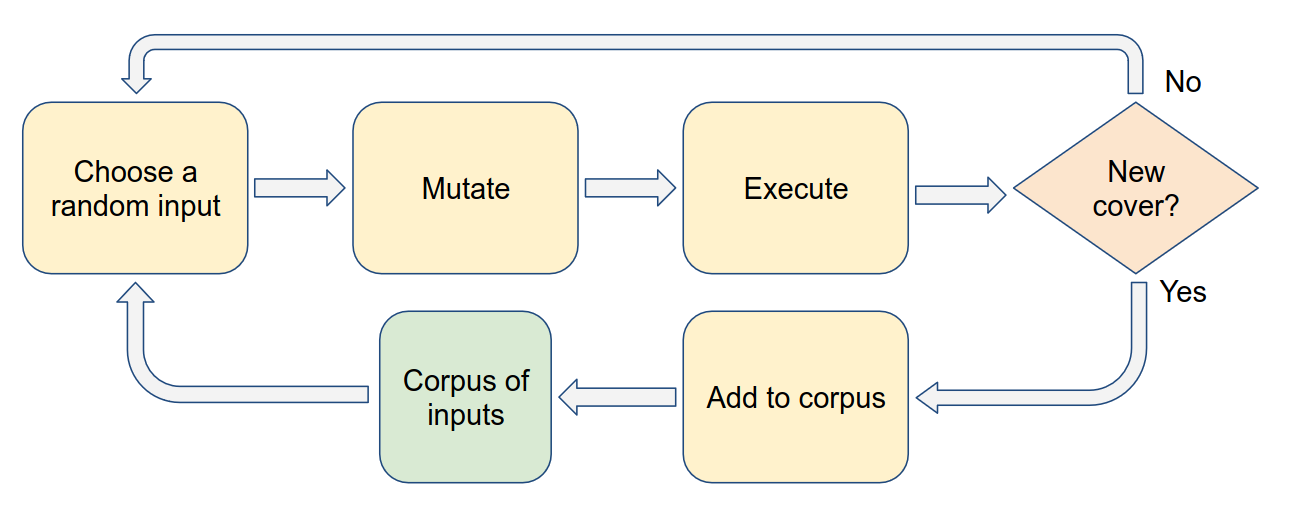 No
Choose a
random input
Mutate
Execute
New
cover?
Yes
Corpus of
inputs
Add to corpus